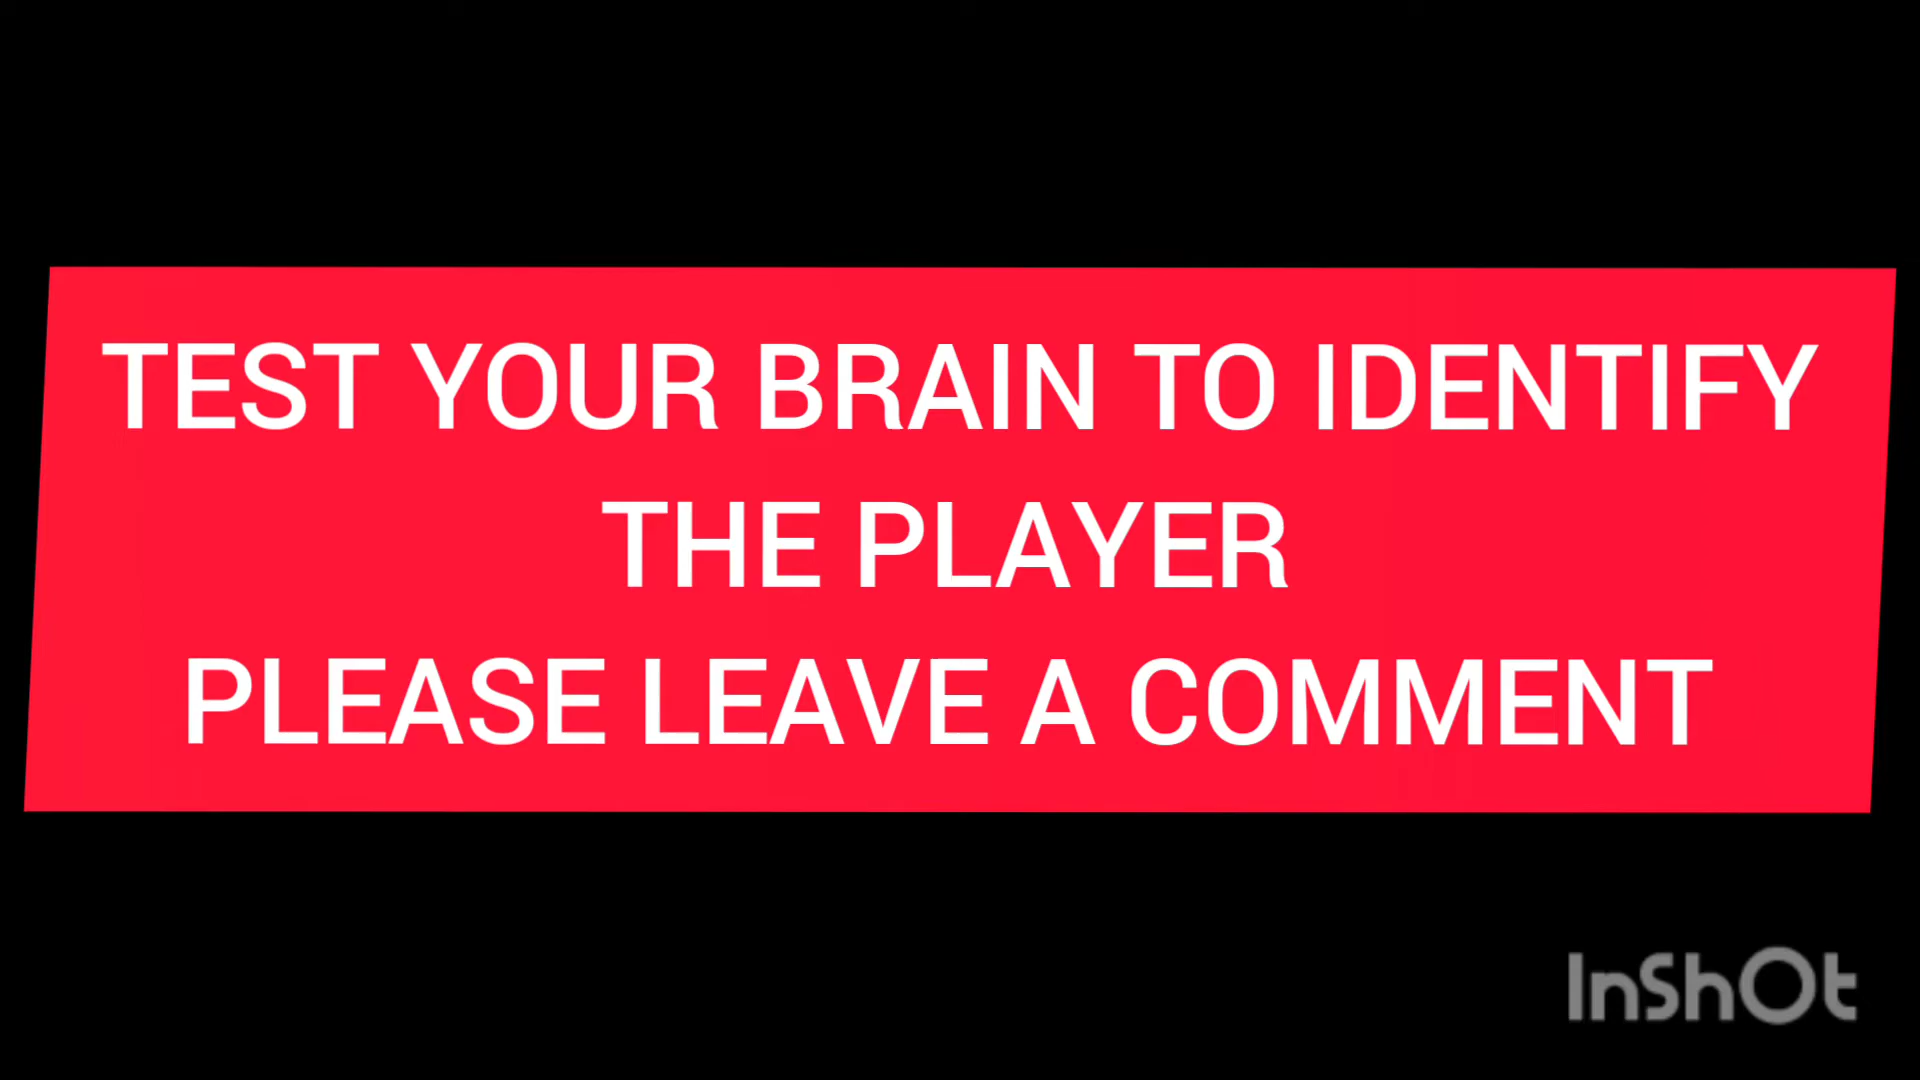 TEST YOUR BRAIN TO IDENTIFY
THE PLAYER
PLEASE LEAVE A COMMENT
InShOt